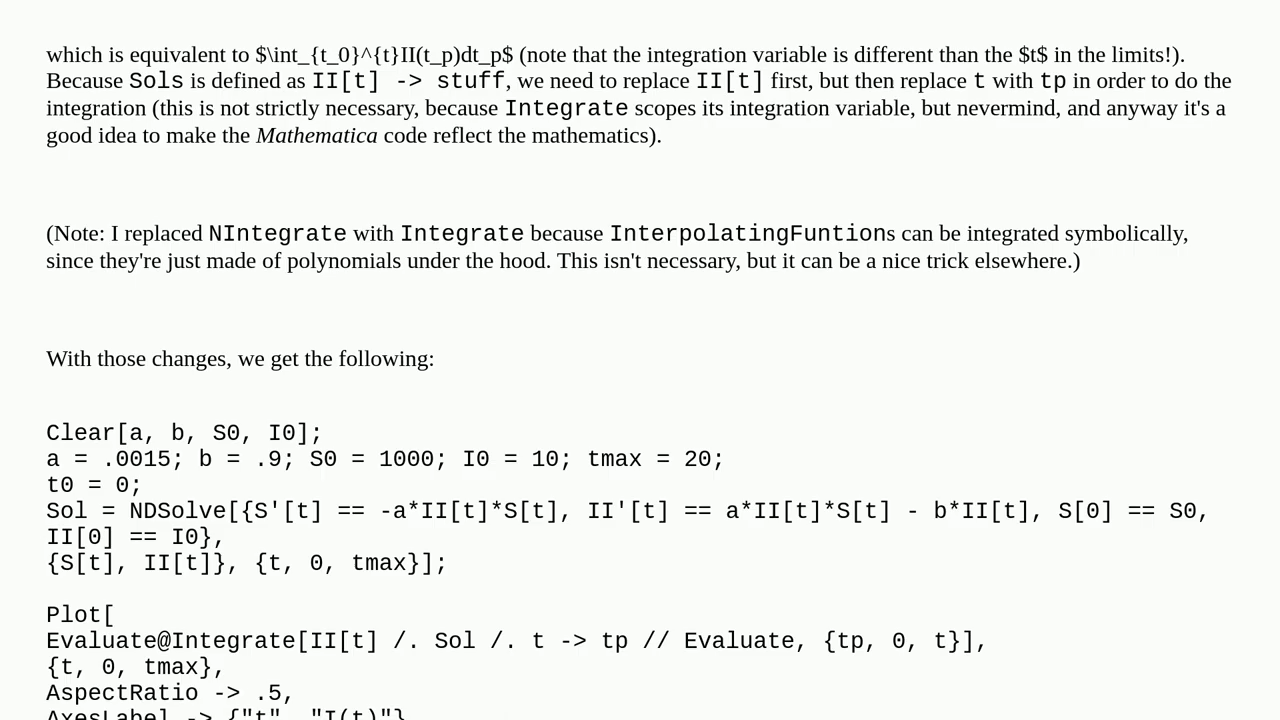 which is equivalent to $\int_{t_0}^{t}II(t_p)dt_p$ (note that the integration variable is different than the $t$ in the limits!).
Because Sols is defined as II[t] -> stuff, we need to replace II[t] first, but then replace t with tp in order to do the
integration (this is not strictly necessary, because Integrate scopes its integration variable, but nevermind, and anyway it's a
good idea to make the Mathematica code reflect the mathematics).
(Note: I replaced NIntegrate with Integrate because InterpolatingFuntions can be integrated symbolically,
since they're just made of polynomials under the hood. This isn't necessary, but it can be a nice trick elsewhere.)
With those changes, we get the following:
Clear[a, b, S0, I0];
a = .0015; b = .9; S0 = 1000; I0 = 10; tmax = 20;
t0 = 0;
Sol = NDSolve[{S'[t] == -a*II[t]*S[t], II'[t] == a*II[t]*S[t] - b*II[t], S[0] == S0,
II[0] == I0},
{S[t], II[t]}, {t, 0, tmax}];
Plot[
Evaluate@Integrate[II[t] /. Sol /. t -> tp // Evaluate, {tp, 0, t}],
{t, 0, tmax},
AspectRatio -> .5,
AxesLabel -> {"t", "I(t)"}